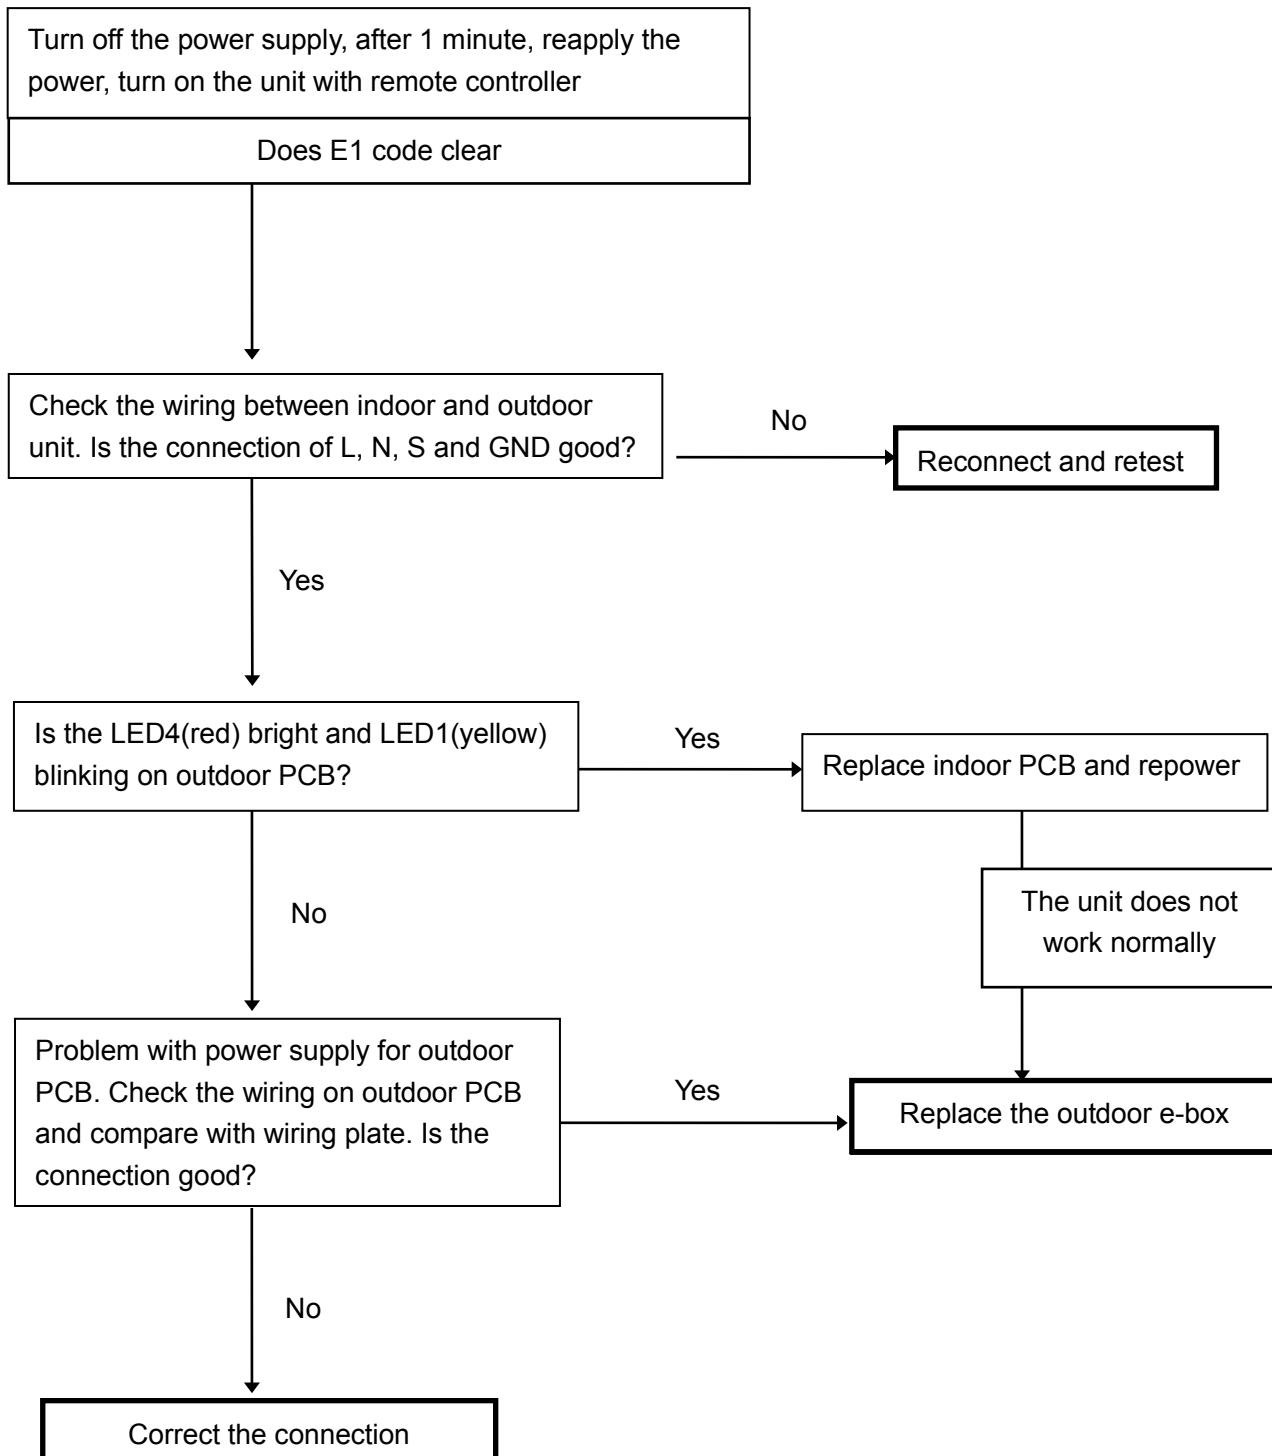 Turn off the power supply, after 1 minute, reapply the
power, turn on the unit with remote controller
Does E1 code clear
Check the wiring between indoor and outdoor
unit. Is the connection of L, N, S and GND good?
No
Reconnect and retest
Yes
Is the LED4(red) bright and LED1(yellow)
blinking on outdoor PCB?
Yes
Replace indoor PCB and repower
No
The unit does not
work normally
Problem with power supply for outdoor
PCB. Check the wiring on outdoor PCB
and compare with wiring plate. Is the
connection good?
Yes
Replace the outdoor e-box
No
Correct the connection